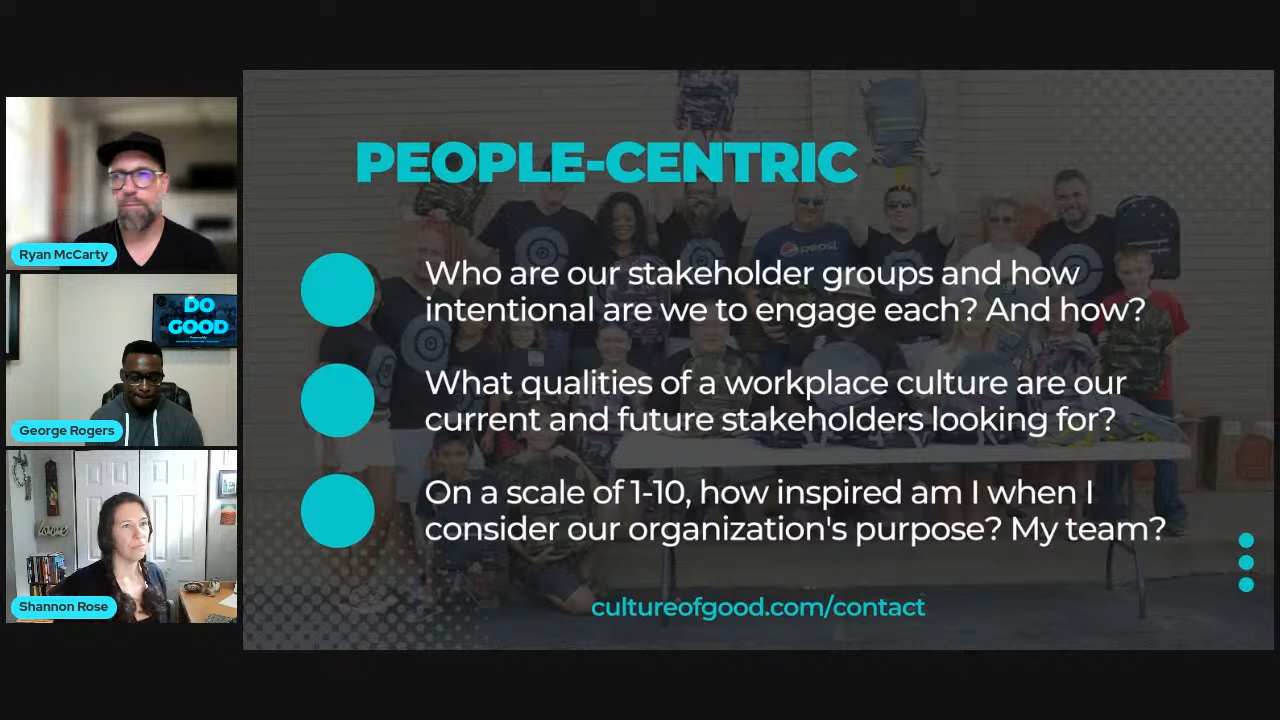 PEOPLE-CENTRIC
Who are our stakeholder groups and how
intentional are we to engage each? And how?
What qualities of a workplace culture are our
current and future stakeholders looking for?
On a scale of 1-10, how inspired am I when I
consider our organization's purpose? My team?
cultureofgood.com/contact
Ryan McCarty
DO
GOOD
George Rogers
love
Shannon Rose
pepsi